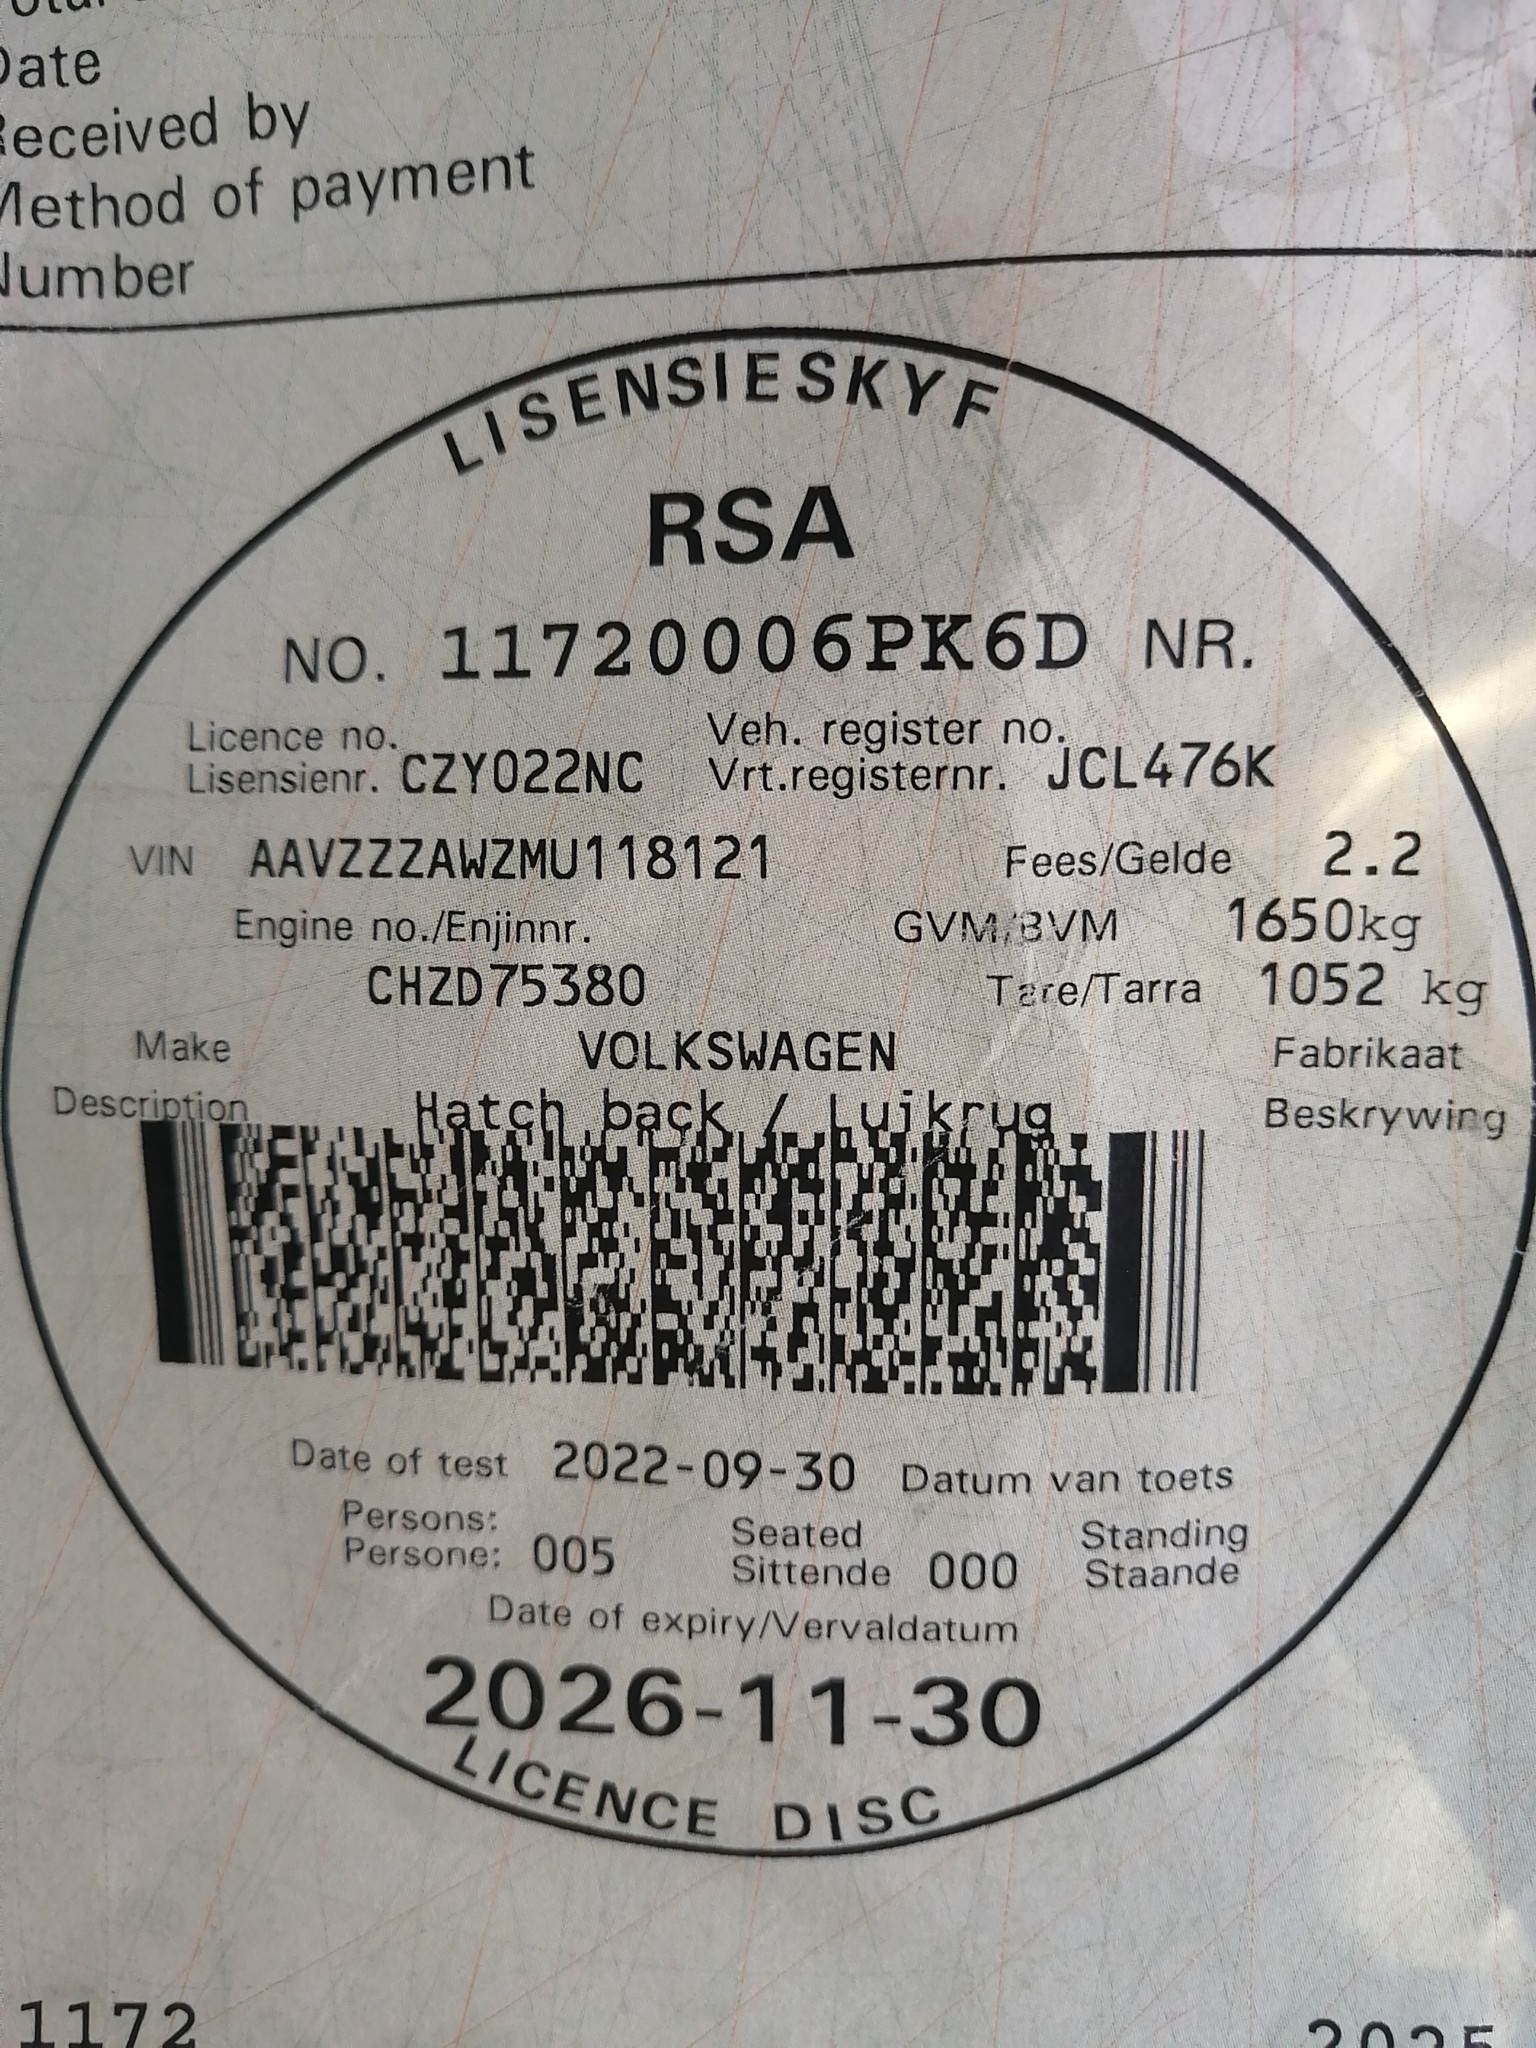 Date
Received by
Method of payment
Number
LISENSIESKYF
RSA
NO. 11720006PK6D NR.
Licence no. Veh. register no.
Lisensienr. CZY022NC Vrt.registernr. JCL476K
VIN AAVZZZAWZMU118121 Fees/Gelde 2.2
Engine no./Enjinnr. GVM/BVM 1650kg
CHZD75380 Tare/Tarra 1052 kg
Make VOLKSWAGEN Fabrikaat
Description Hatch back / Luikrug Beskrywing
Date of test 2022-09-30 Datum van toets
Persons: Seated Standing
Persone: 005 Sittende 000 Staande
Date of expiry/Vervaldatum
2026-11-30
LICENCE DISC
1172 2025